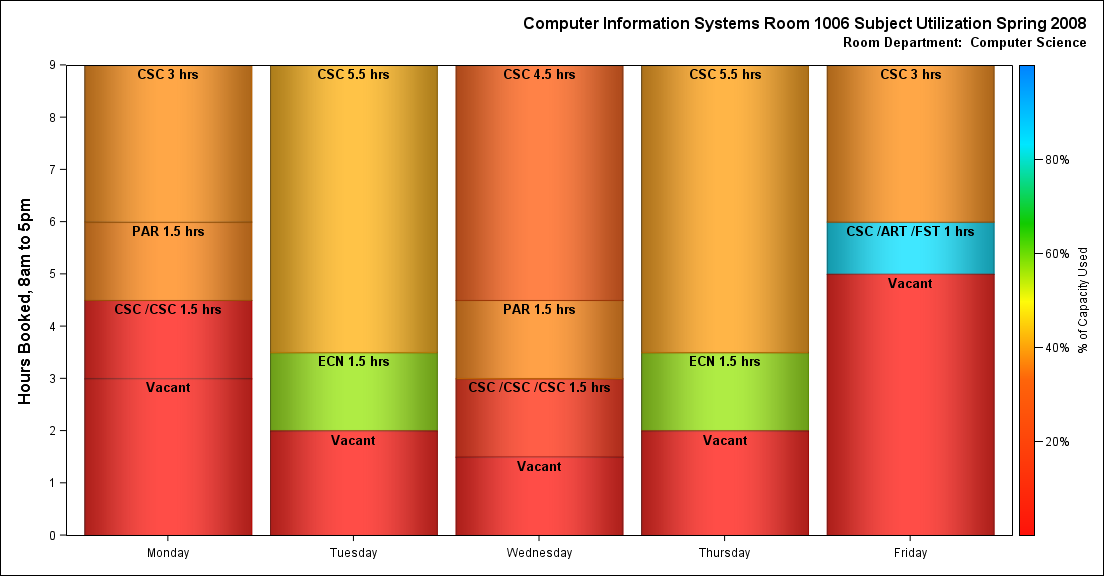 Computer Information Systems Room 1006 Subject Utilization Spring 2008
Room Department:  Computer Science
Hours Booked, 8am to 5pm
9
8
7
6
5
4
3
2
1
0
CSC 3 hrs
PAR 1.5 hrs
CSC /CSC 1.5 hrs
Vacant
CSC 5.5 hrs
ECN 1.5 hrs
Vacant
CSC 4.5 hrs
PAR 1.5 hrs
CSC /CSC /CSC 1.5 hrs
Vacant
CSC 5.5 hrs
ECN 1.5 hrs
Vacant
CSC 3 hrs
CSC /ART /FST 1 hrs
Vacant
Monday
Tuesday
Wednesday
Thursday
Friday
80%
60%
40%
20%
% of Capacity Used